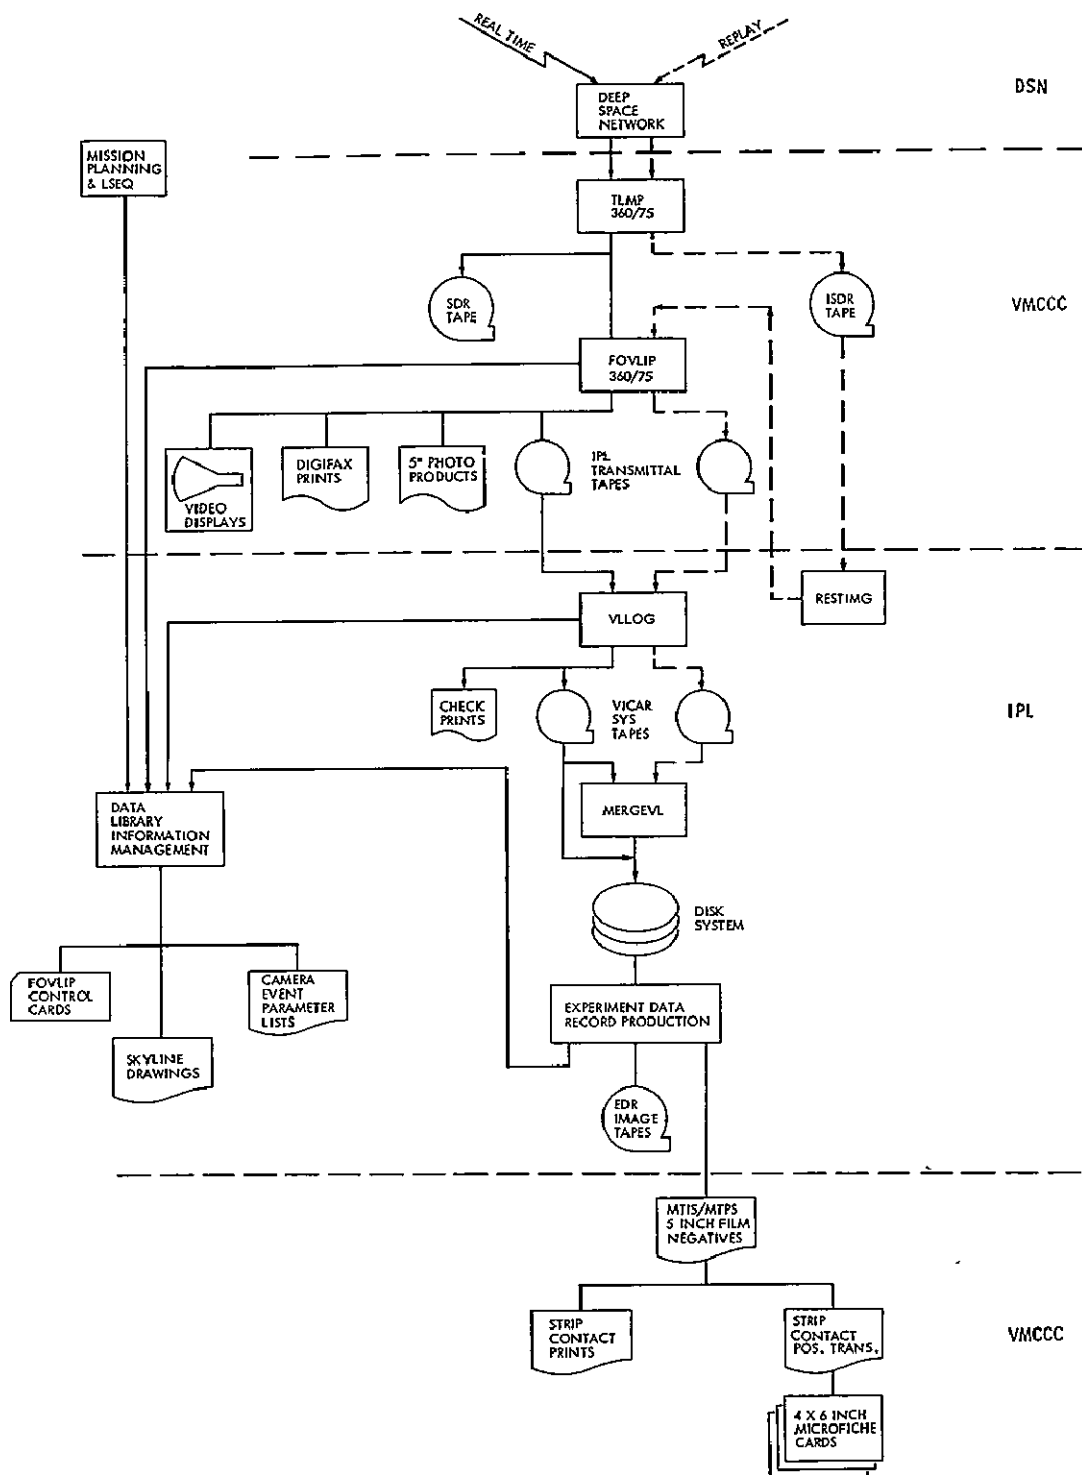 REAL TIME
REPLAY
DEEP
SPACE
NETWORK
DSN
MISSION
PLANNING
& LSEQ
TLMP
360/75
SDR
TAPE
ISDR
TAPE
VMCCC
FOVLIP
360/75
VIDEO
DISPLAYS
DIGIFAX
PRINTS
5" PHOTO
PRODUCTS
IPL
TRANSMITTAL
TAPES
RESTIMG
VLLOG
CHECK
PRINTS
VICAR
SYS
TAPES
IPL
MERGEVL
DATA
LIBRARY
INFORMATION
MANAGEMENT
DISK
SYSTEM
FOVLIP
CONTROL
CARDS
CAMERA
EVENT
PARAMETER
LISTS
SKYLINE
DRAWINGS
EXPERIMENT DATA
RECORD PRODUCTION
EDR
IMAGE
TAPES
MTIS/MTPS
5 INCH FILM
NEGATIVES
STRIP
CONTACT
PRINTS
STRIP
CONTACT
POS. TRANS.
VMCCC
4 X 6 INCH
MICROFICHE
CARDS